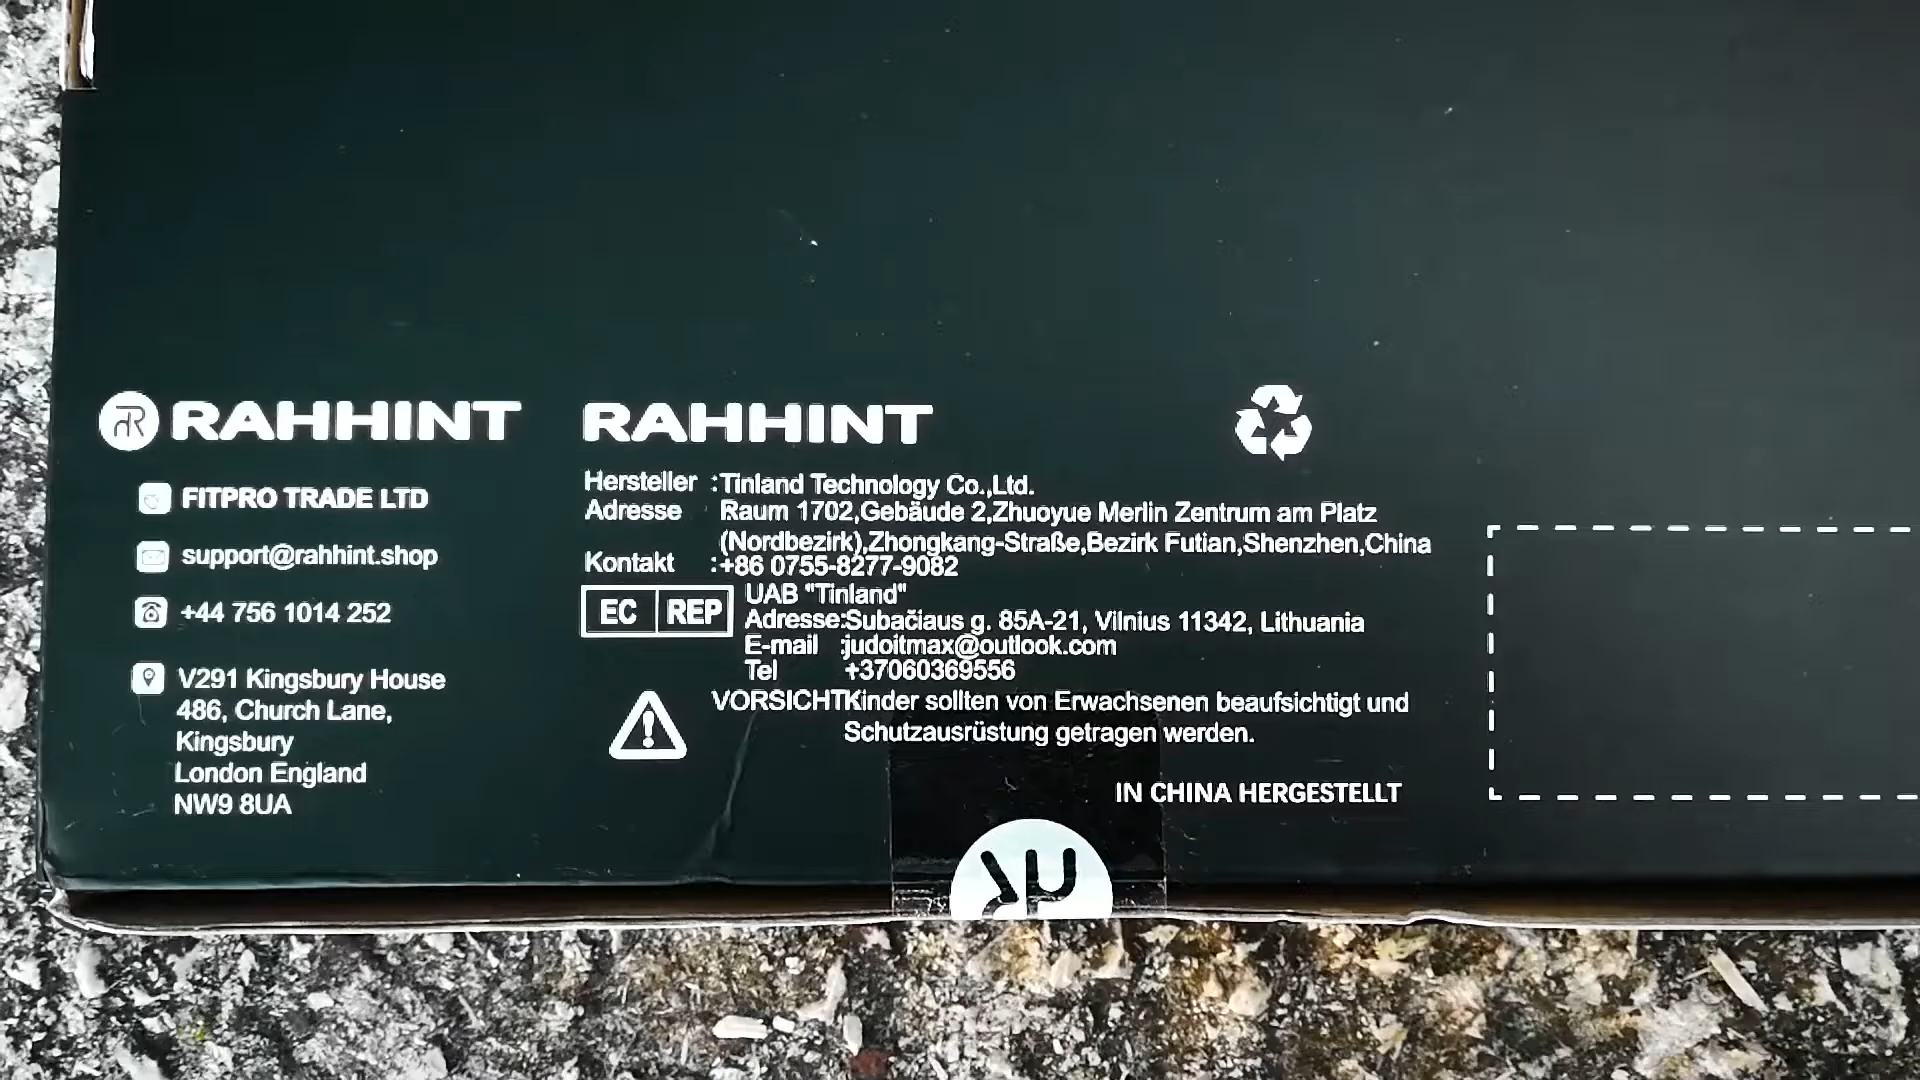 RAHHINT
FITPRO TRADE LTD
support@rahhint.shop
+44 756 1014 252
V291 Kingsbury House
486, Church Lane,
Kingsbury
London England
NW9 8UA
RAHHINT
Hersteller :Tinland Technology Co.,Ltd.
Adresse Raum 1702,Gebäude 2,Zhuoyue Merlin Zentrum am Platz
(Nordbezirk),Zhongkang-Straße,Bezirk Futian,Shenzhen,China
Kontakt :+86 0755-8277-9082
EC REP
UAB "Tinland"
Adresse:Subačiaus g. 85A-21, Vilnius 11342, Lithuania
E-mail :judoitmax@outlook.com
Tel +37060369556
VORSICHT Kinder sollten von Erwachsenen beaufsichtigt und
Schutzausrüstung getragen werden.
IN CHINA HERGESTELLT